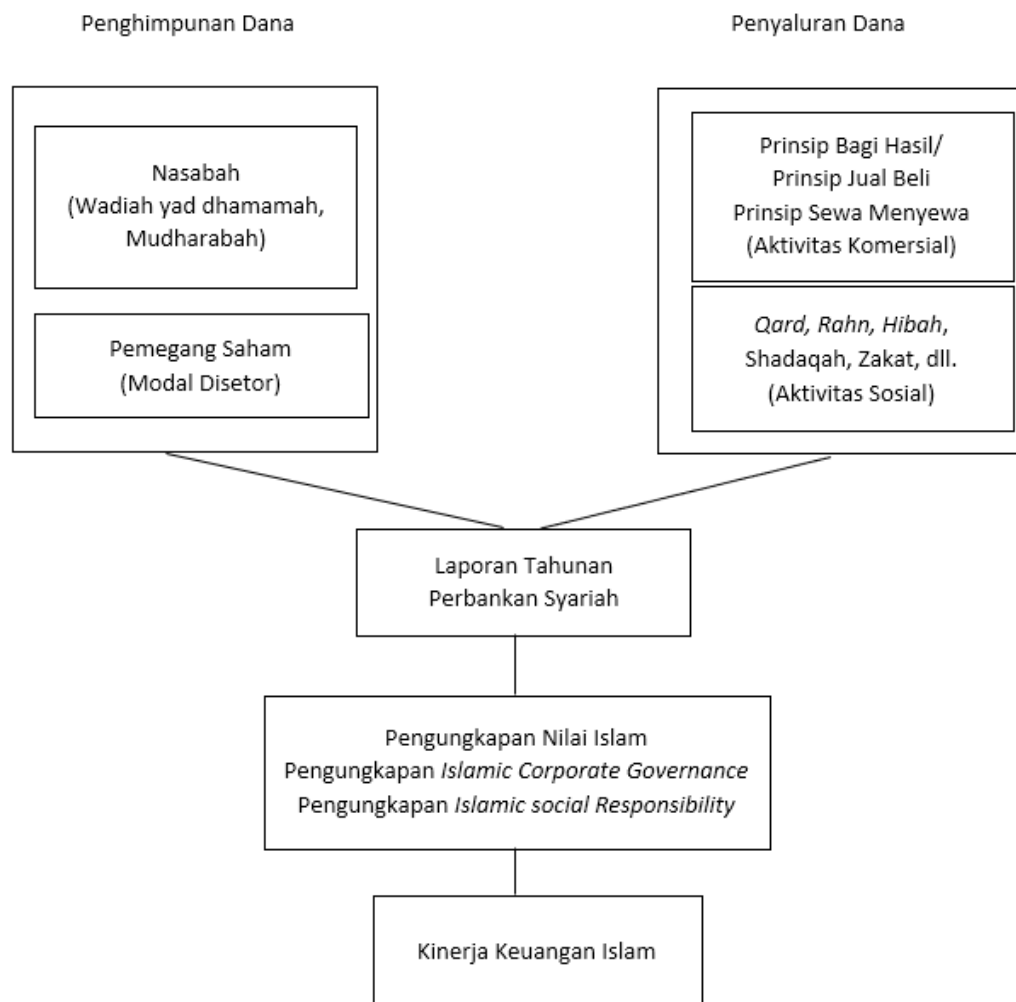 Penghimpunan Dana
Penyaluran Dana
Nasabah
(Wadiah yad dhamamah,
Mudharabah)
Pemegang Saham
(Modal Disetor)
Prinsip Bagi Hasil/
Prinsip Jual Beli
Prinsip Sewa Menyewa
(Aktivitas Komersial)
Qard, Rahn, Hibah,
Shadaqah, Zakat, dll.
(Aktivitas Sosial)
Laporan Tahunan
Perbankan Syariah
Pengungkapan Nilai Islam
Pengungkapan Islamic Corporate Governance
Pengungkapan Islamic social Responsibility
Kinerja Keuangan Islam